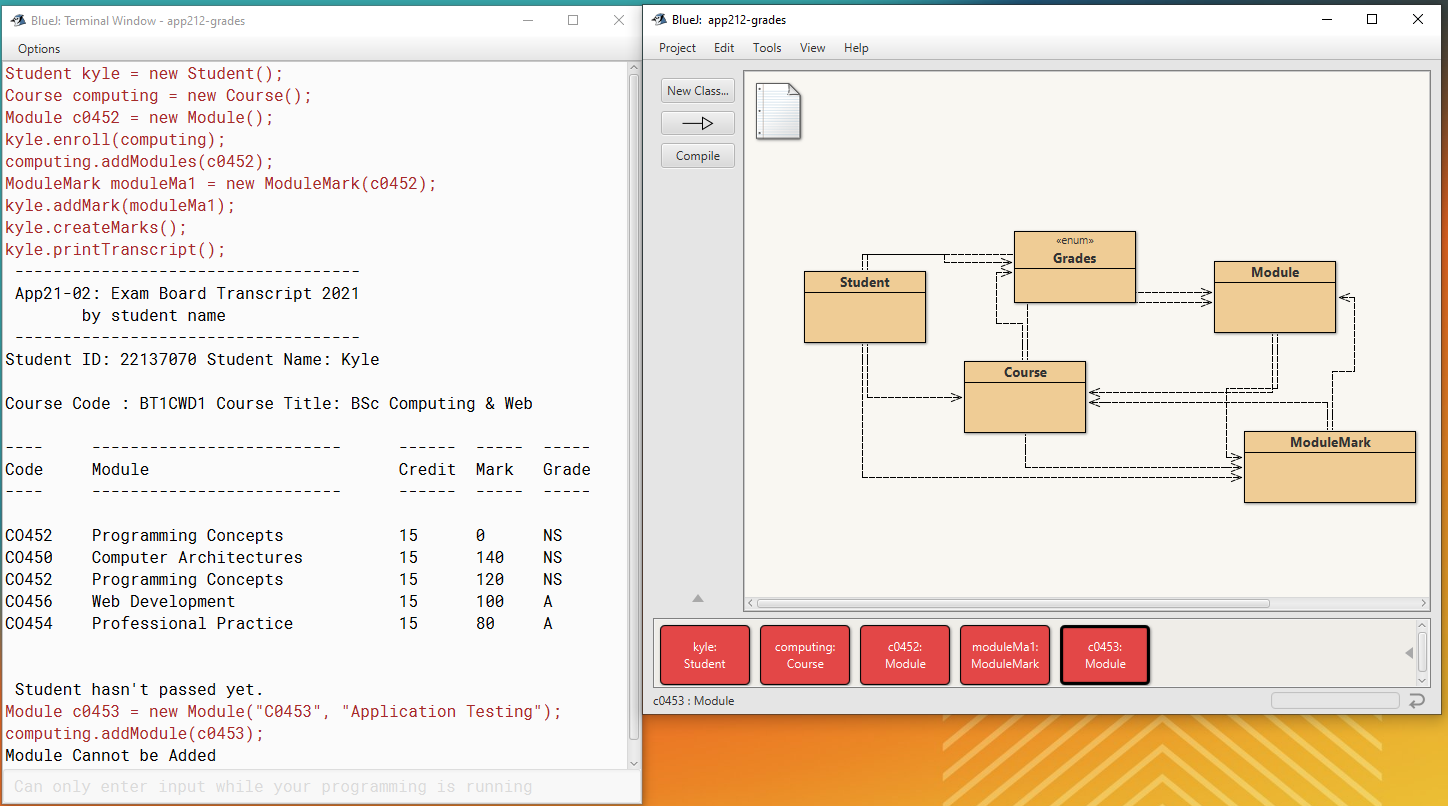 BlueJ: Terminal Window - app212-grades
Options
Student kyle = new Student();
Course computing = new Course();
Module c0452 = new Module();
kyle.enroll(computing);
computing.addModules(c0452);
ModuleMark moduleMa1 = new ModuleMark(c0452);
kyle.addMark(moduleMa1);
kyle.createMarks();
kyle.printTranscript();
------------------------------------
App21-02: Exam Board Transcript 2021
by student name
------------------------------------
Student ID: 22137070 Student Name: Kyle
Course Code : BT1CWD1 Course Title: BSc Computing & Web
---- -------------------------- ------ ----- -----
Code Module Credit Mark Grade
---- -------------------------- ------ ----- -----
CO452 Programming Concepts 15 0 NS
CO450 Computer Architectures 15 140 NS
CO452 Programming Concepts 15 120 NS
CO456 Web Development 15 100 A
CO454 Professional Practice 15 80 A
Student hasn't passed yet.
Module c0453 = new Module("C0453", "Application Testing");
computing.addModule(c0453);
Module Cannot be Added
Can only enter input while your programming is running
BlueJ: app212-grades
Project Edit Tools View Help
New Class...
Compile
«enum»
Grades
Student
Module
Course
ModuleMark
kyle:
Student
computing:
Course
c0452:
Module
moduleMa1:
ModuleMark
c0453:
Module
c0453 : Module